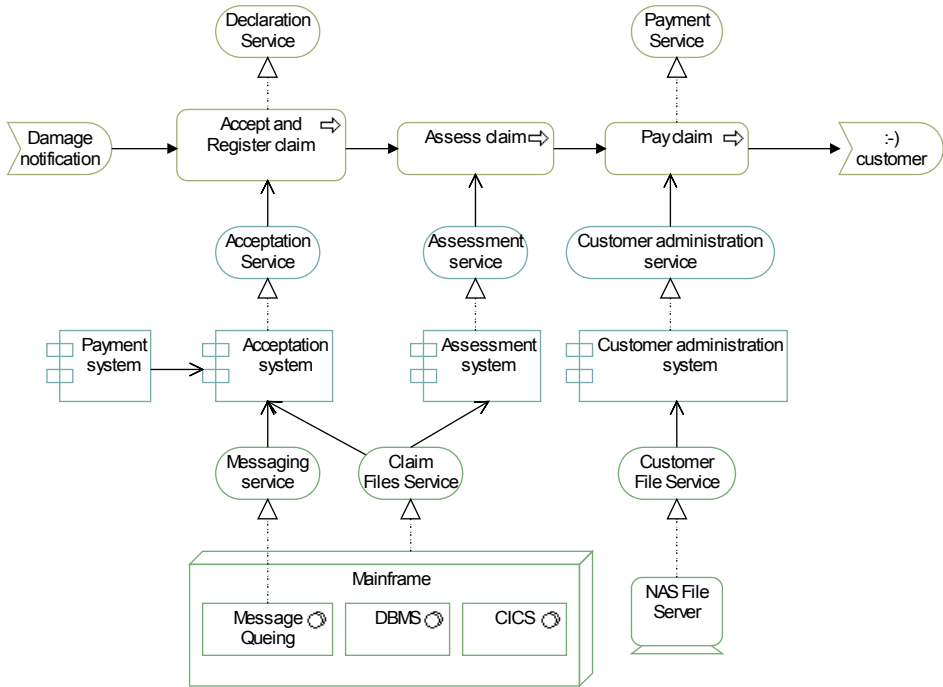 Declaration
Service
Payment
Service
Damage
notification
Accept and
Register claim
Assess claim
Pay claim
:-)
customer
Acceptation
Service
Assessment
service
Customer administration
service
Payment
system
Acceptation
system
Assessment
system
Customer administration
system
Messaging
service
Claim
Files Service
Customer
File Service
Mainframe
Message
Queing
DBMS
CICS
NAS File
Server